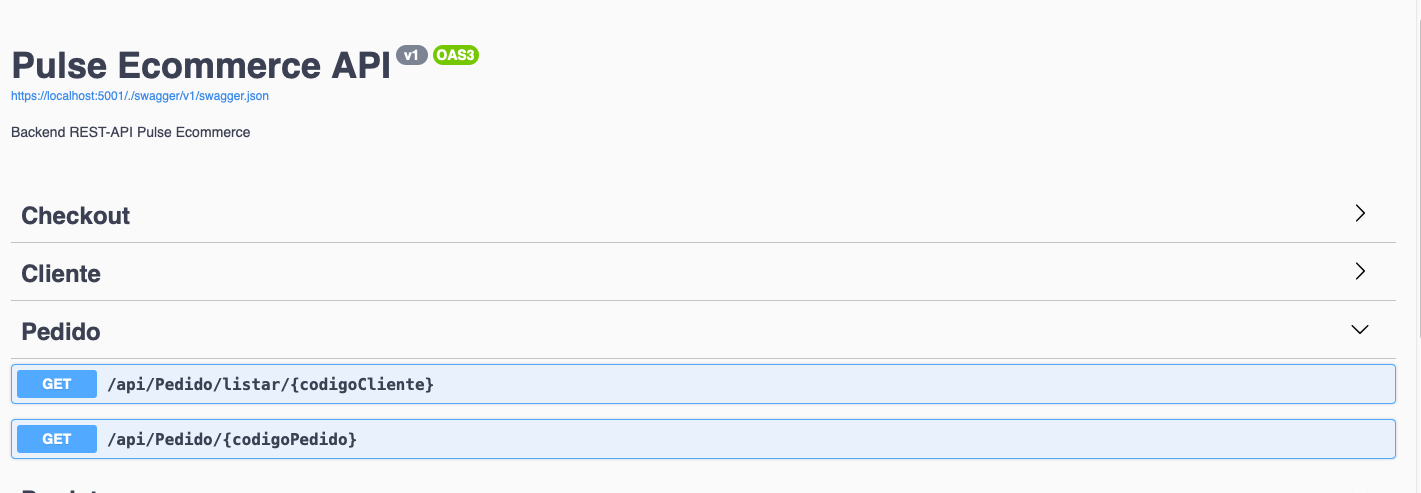 Pulse Ecommerce API v1 OAS3
https://localhost:5001/./swagger/v1/swagger.json
Backend REST-API Pulse Ecommerce
Checkout
Cliente
Pedido
GET /api/Pedido/listar/{codigoCliente}
GET /api/Pedido/{codigoPedido}